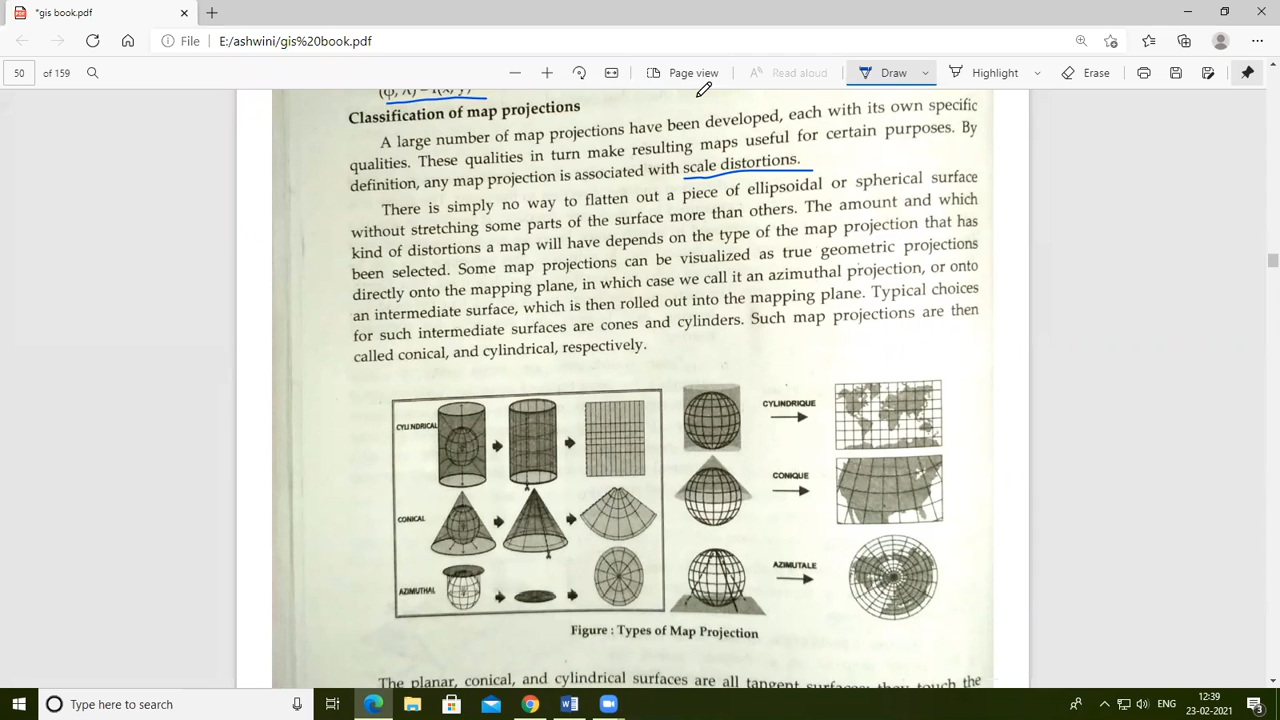 *gis book.pdf
File
E:/ashwini/gis%20book.pdf
50 of 159
Page view
Read aloud
Draw
Highlight
Erase
Classification of map projections
A large number of map projections have been developed, each with its own specific
qualities. These qualities in turn make resulting maps useful for certain purposes. By
definition, any map projection is associated with scale distortions.
There is simply no way to flatten out a piece of ellipsoidal or spherical surface
without stretching some parts of the surface more than others. The amount and which
kind of distortions a map will have depends on the type of the map projection that has
been selected. Some map projections can be visualized as true geometric projections
directly onto the mapping plane, in which case we call it an azimuthal projection, or onto
an intermediate surface, which is then rolled out into the mapping plane. Typical choices
for such intermediate surfaces are cones and cylinders. Such map projections are then
called conical, and cylindrical, respectively.
CYLINDRICAL
CONICAL
AZIMUTHAL
CYLINDRIQUE
CONIQUE
AZIMUTALE
Figure : Types of Map Projection
The planar, conical, and cylindrical surfaces are all tangent surfaces; they touch the
Type here to search
ENG
12:39
23-02-2021
3